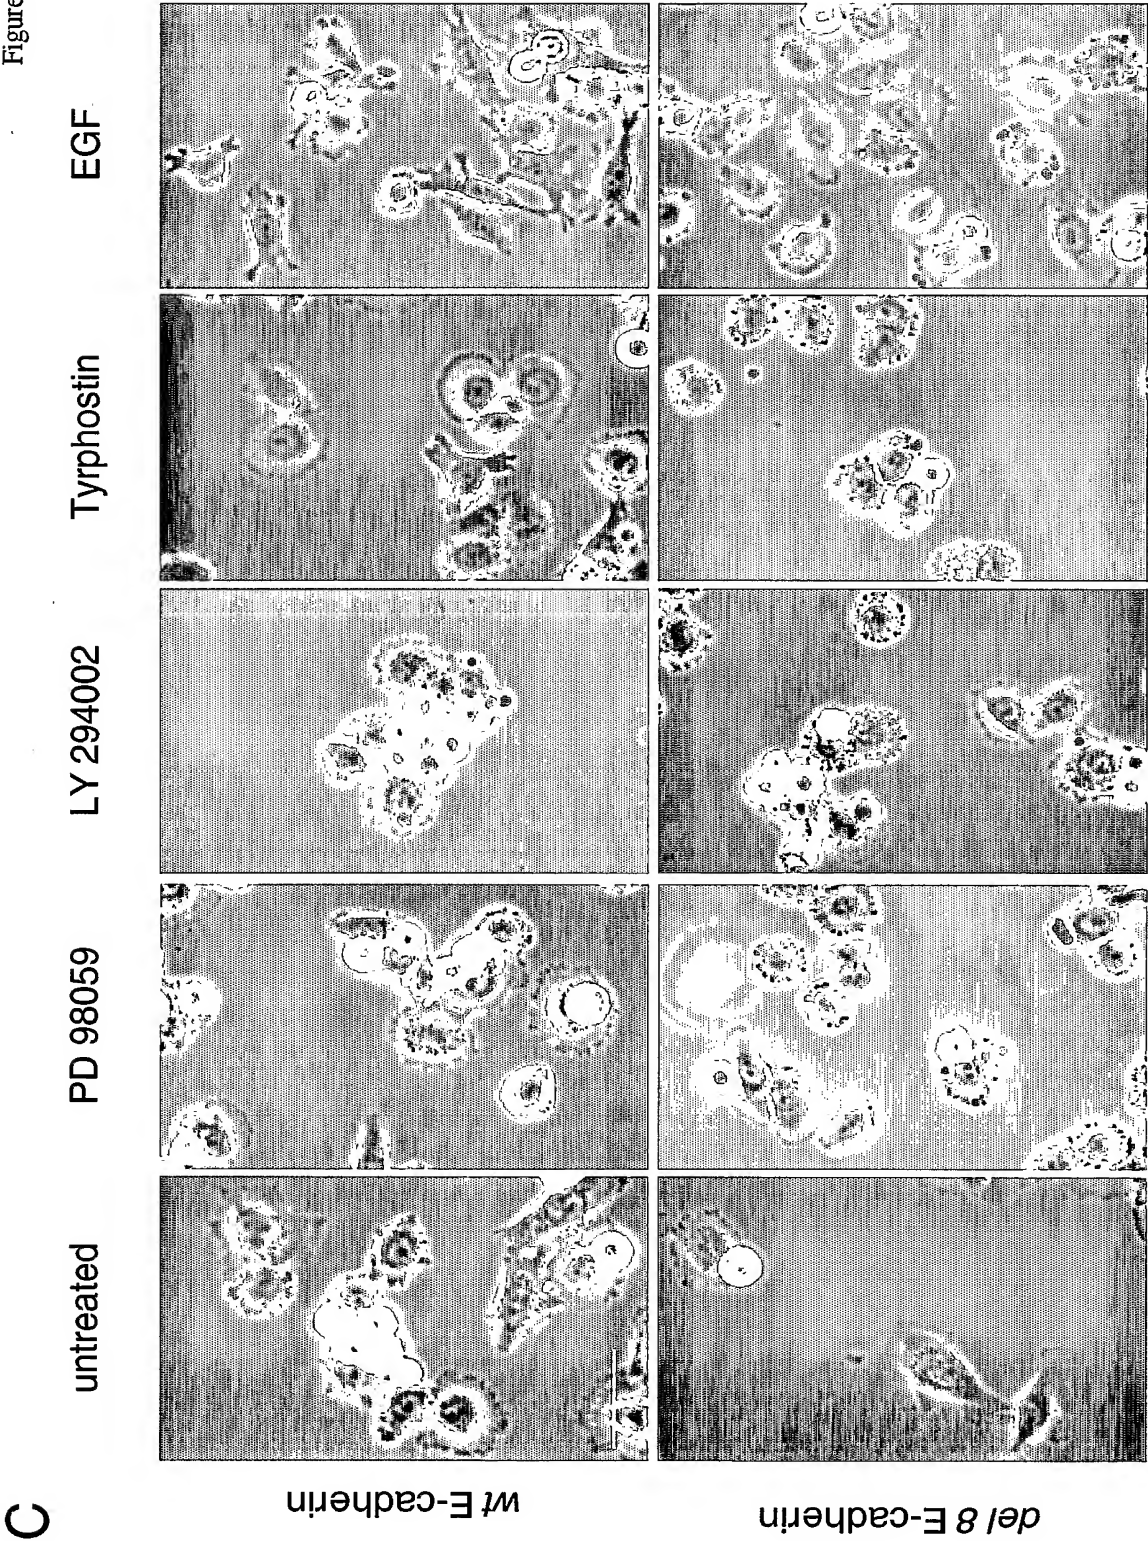 Figure
C
untreated
PD 98059
LY 294002
Tyrphostin
EGF
wt E-cadherin
del 8 E-cadherin